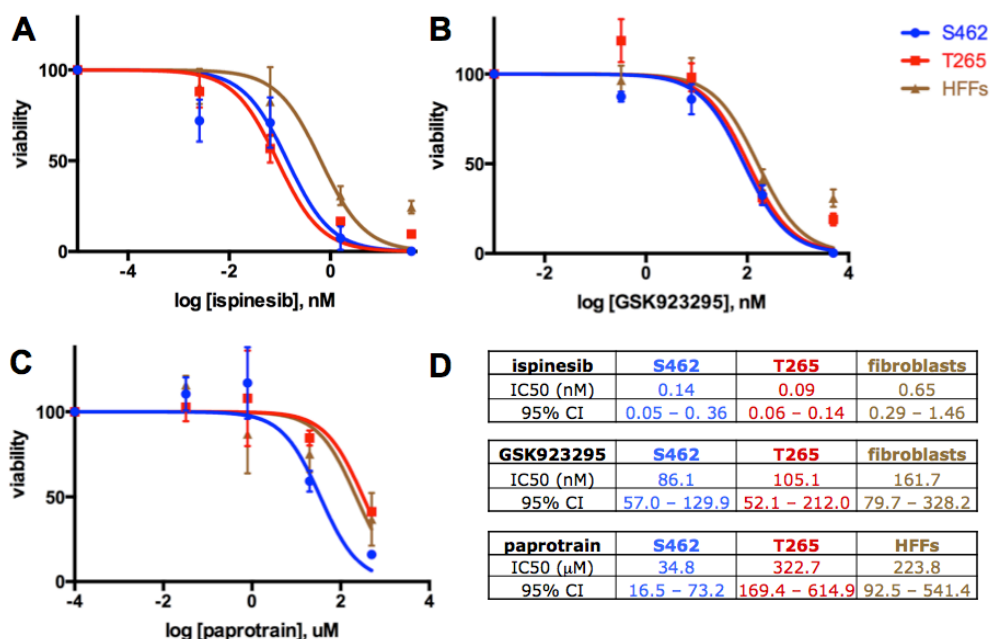 A
100
50
0
viability
-4
-2
0
log [ispinesib], nM
B
100
50
0
viability
-2
0
2
4
log [GSK923295], nM
S462
T265
HFFs
C
100
50
0
viability
-4
-2
0
2
4
log [paprotrain], uM
D
ispinesib S462 T265 fibroblasts
IC50 (nM) 0.14 0.09 0.65
95% CI 0.05 – 0.36 0.06 – 0.14 0.29 – 1.46
GSK923295 S462 T265 fibroblasts
IC50 (nM) 86.1 105.1 161.7
95% CI 57.0 – 129.9 52.1 – 212.0 79.7 – 328.2
paprotrain S462 T265 HFFs
IC50 (μM) 34.8 322.7 223.8
95% CI 16.5 – 73.2 169.4 – 614.9 92.5 – 541.4